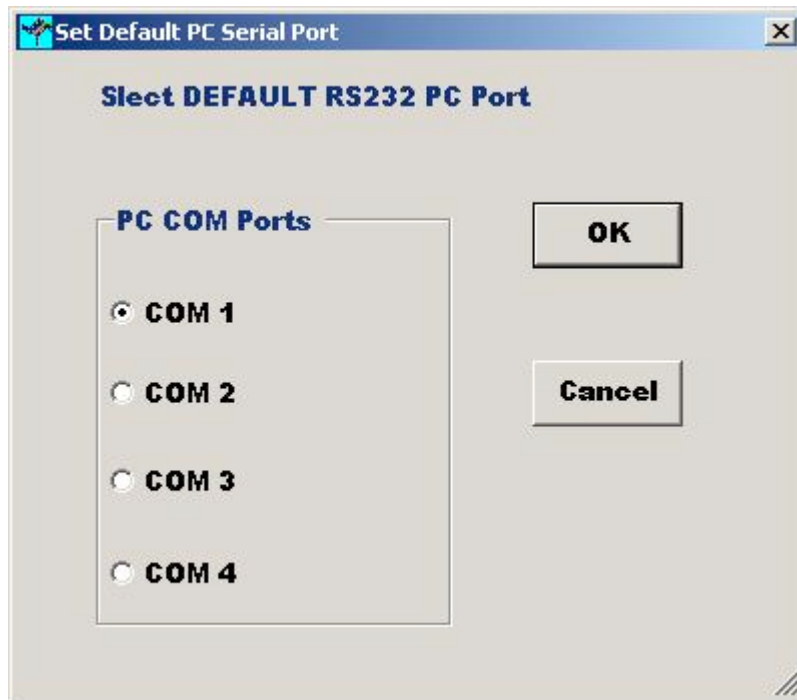 Set Default PC Serial Port
Slect DEFAULT RS232 PC Port
PC COM Ports
OK
COM 1
COM 2
Cancel
COM 3
COM 4